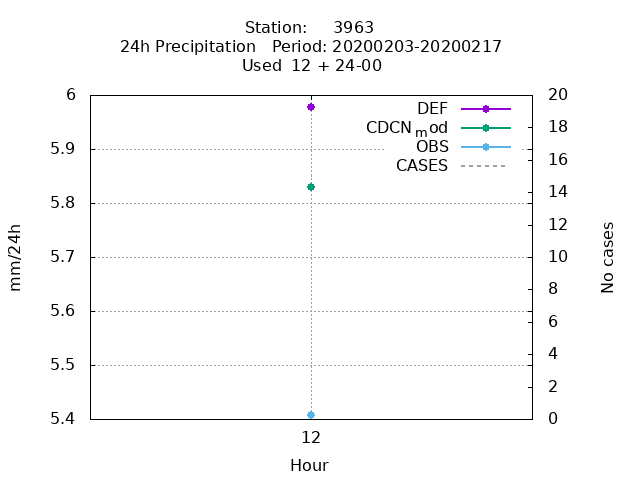 Station: 3963
24h Precipitation Period: 20200203-20200217
Used 12 + 24-00
6
5.9
5.8
5.7
5.6
5.5
5.4
mm/24h
DEF
CDCN_mod
OBS
CASES
20
18
16
14
12
10
8
6
4
2
0
No cases
12
Hour